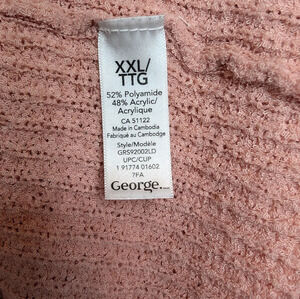 XXL/
TTG
52% Polyamide
48% Acrylic/
Acrylique
CA 51122
Made in Cambodia
Fabriqué au Cambodge
Style/Modèle
GRS92002LD
UPC/CUP
1 91774 01602
7FA
George.